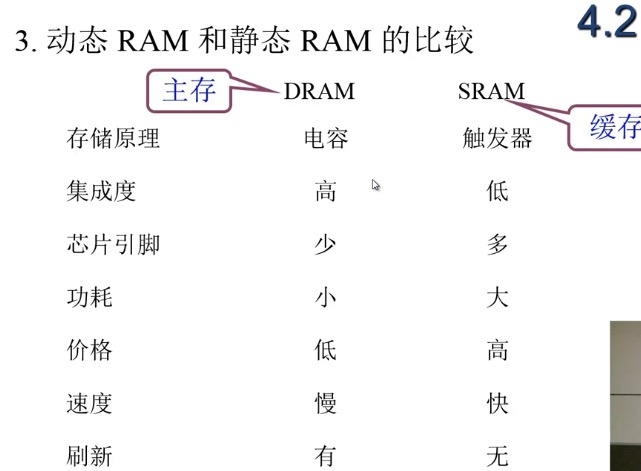 4.2
3. 动态 RAM 和静态 RAM 的比较
主存 DRAM SRAM 缓存
存储原理 电容 触发器
集成度 高 低
芯片引脚 少 多
功耗 小 大
价格 低 高
速度 慢 快
刷新 有 无